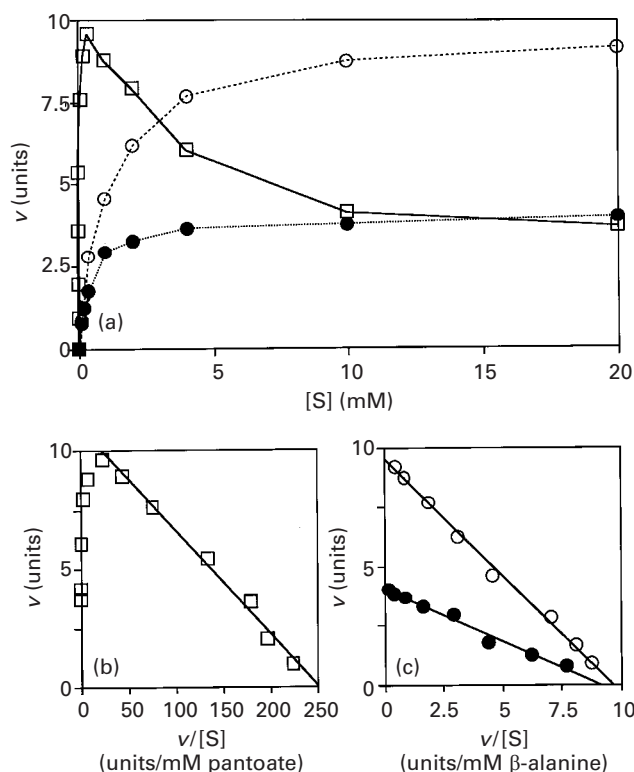 10
7.5
5
2.5
0
v (units)
(a)
0 5 10 15 20
[S] (mM)
10
5
0
v (units)
(b)
0 50 100 150 200 250
v/[S]
(units/mM pantoate)
10
5
0
v (units)
(c)
0 2.5 5 7.5 10
v/[S]
(units/mM β-alanine)